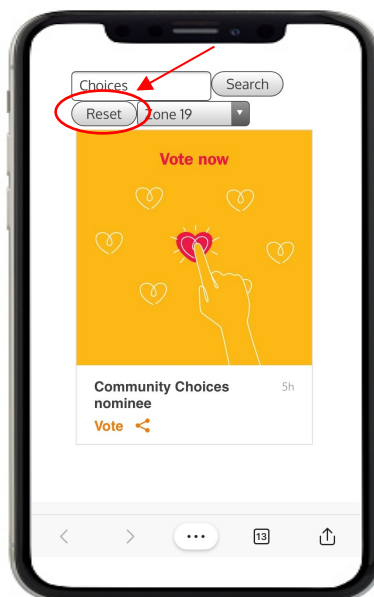 Choices Search
Reset Zone 19
Vote now
Community Choices 5h
nominee
Vote
13